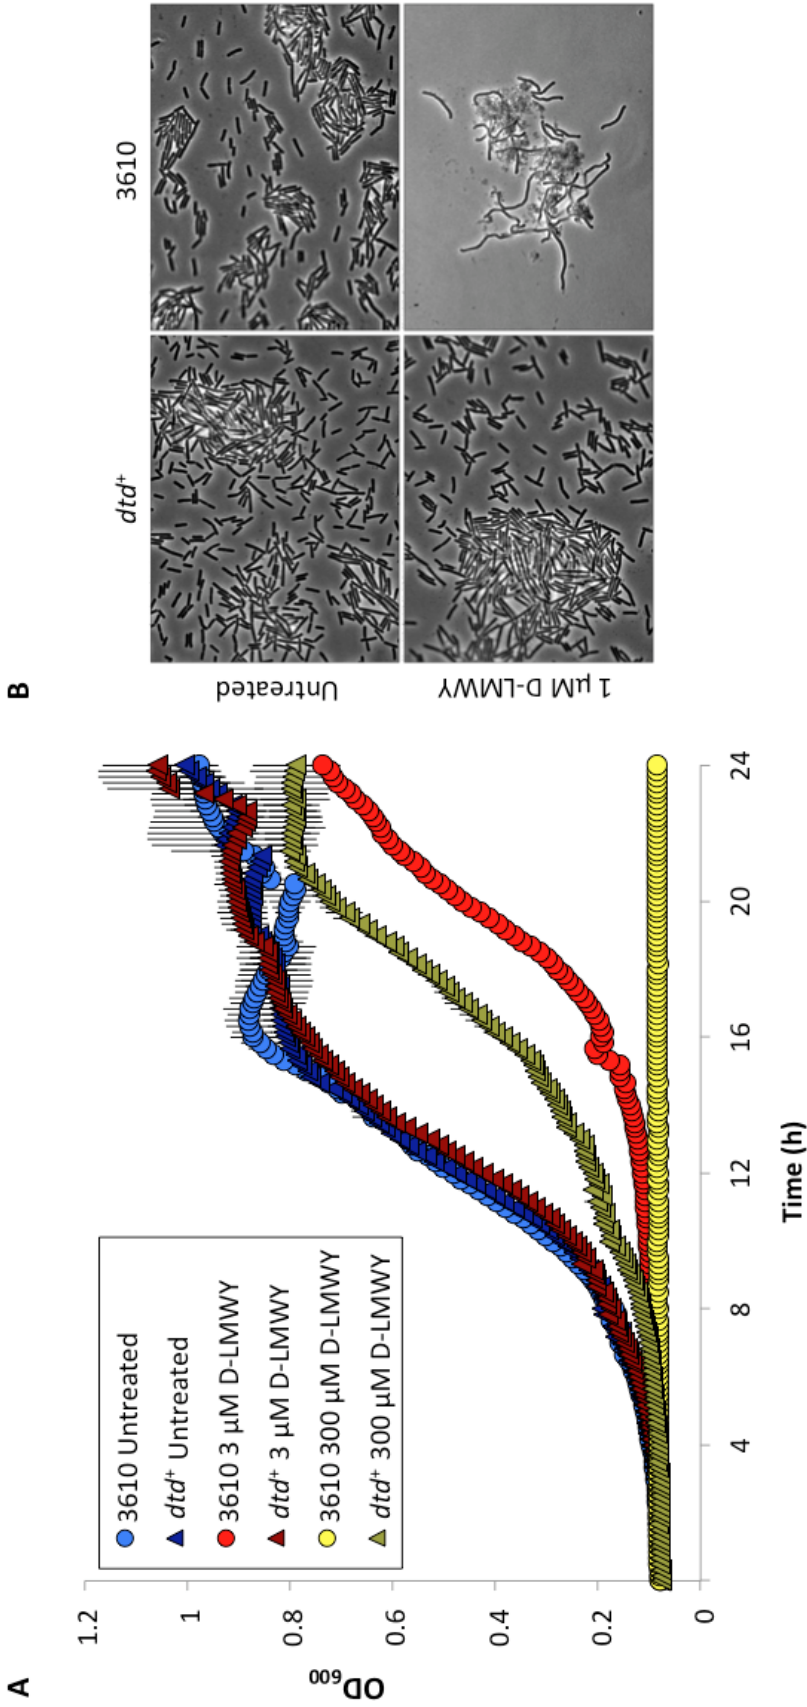 A
OD600
1.2
1
0.8
0.6
0.4
0.2
0
4
8
12
16
20
24
Time (h)
3610 Untreated
dtd+ Untreated
3610 3 µM D-LMWY
dtd+ 3 µM D-LMWY
3610 300 µM D-LMWY
dtd+ 300 µM D-LMWY
B
dtd+
3610
Untreated
1 µM D-LMWY